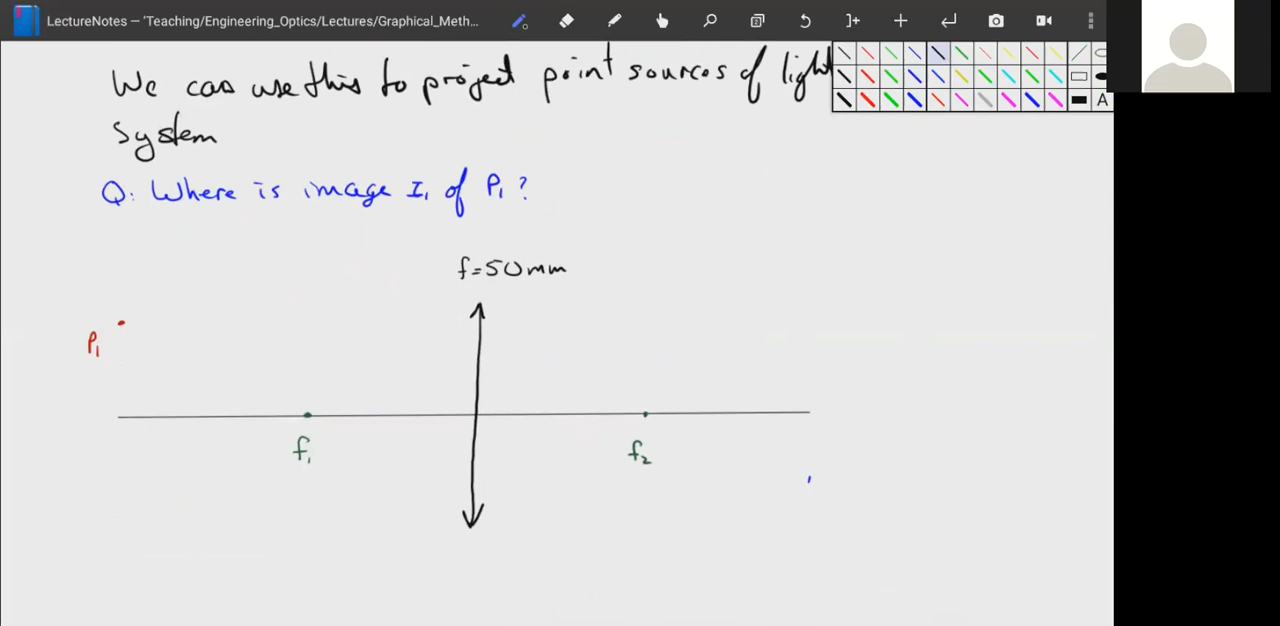 LectureNotes — ‘Teaching/Engineering_Optics/Lectures/Graphical_Meth...
We can use this to project point sources of light
system
Q: Where is image I₁ of P₁?
f=50mm
P₁
f₁
f₂
A